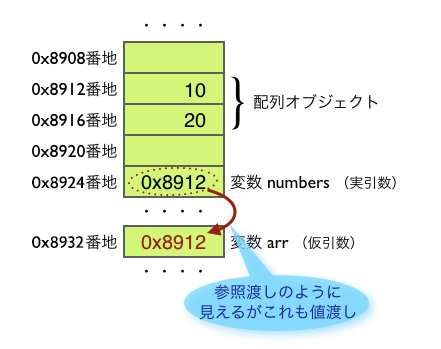 ・・・・
0x8908番地
0x8912番地 10
配列オブジェクト
0x8916番地 20
0x8920番地
0x8924番地 0x8912 変数 numbers （実引数）
・・・・
0x8932番地 0x8912 変数 arr （仮引数）
・・・・
参照渡しのように
見えるがこれも値渡し